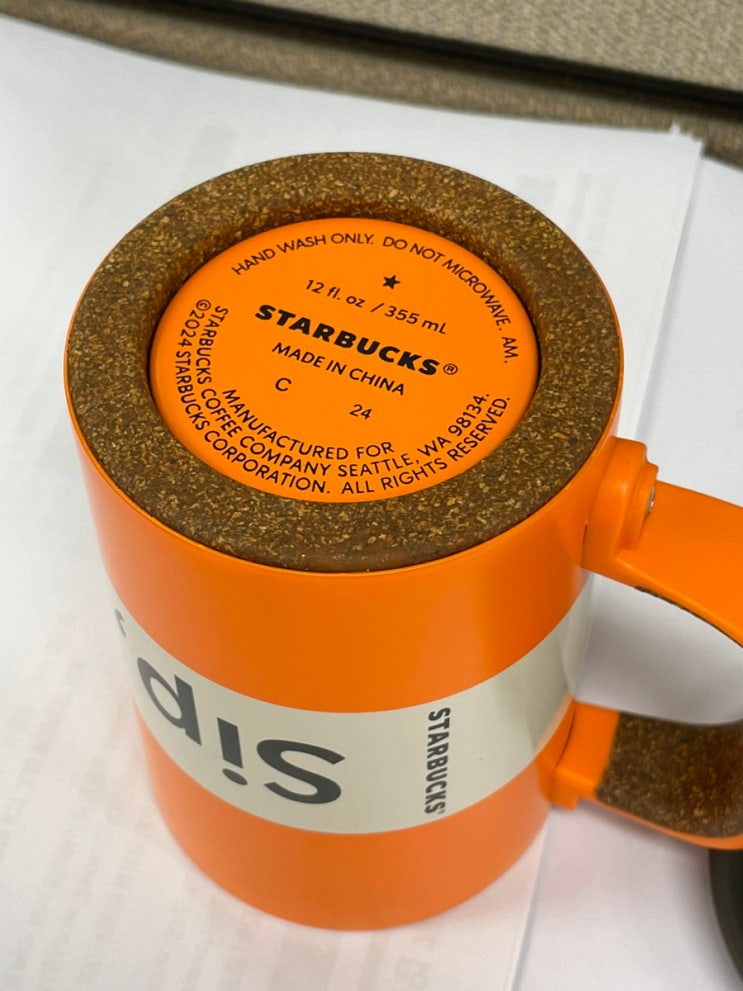 HAND WASH ONLY. DO NOT MICROWAVE. AM.
★
12 fl. oz / 355 mL
STARBUCKS®
MADE IN CHINA
C 24
MANUFACTURED FOR
STARBUCKS COFFEE COMPANY SEATTLE, WA 98134.
©2024 STARBUCKS CORPORATION. ALL RIGHTS RESERVED.
Sip,
STARBUCKS®